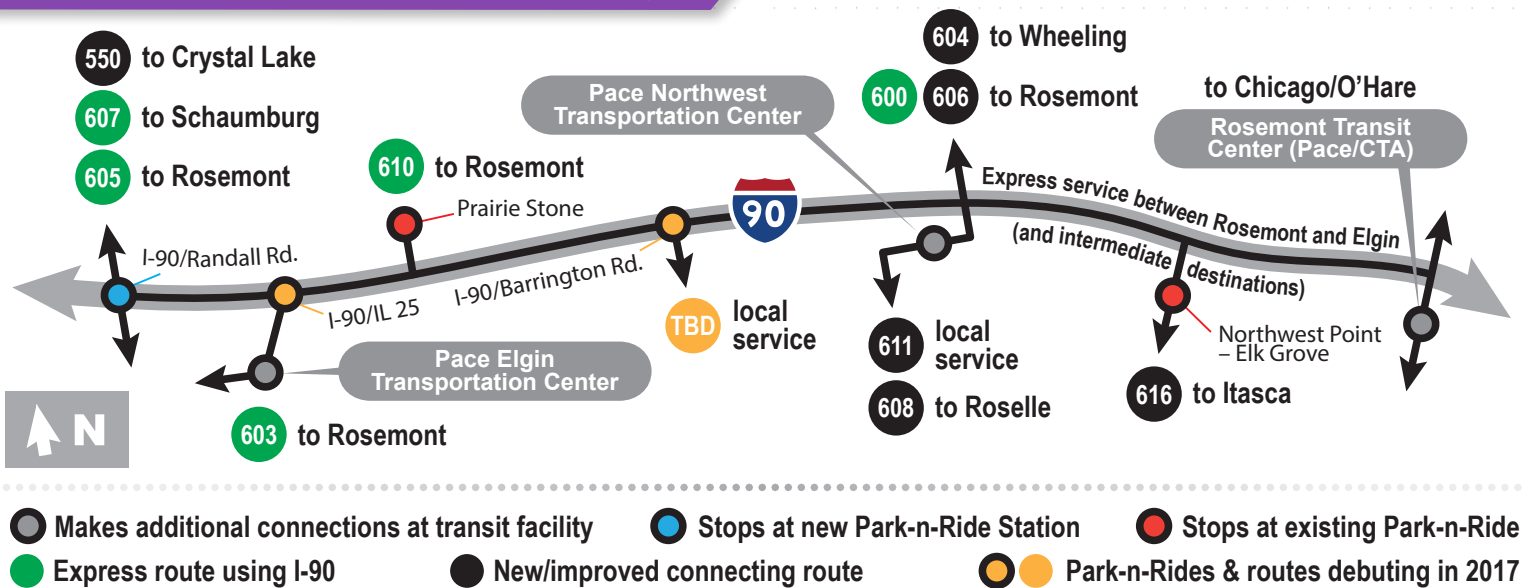 550 to Crystal Lake
607 to Schaumburg
605 to Rosemont
610 to Rosemont
Prairie Stone
Pace Northwest
Transportation Center
604 to Wheeling
600 606 to Rosemont
to Chicago/O'Hare
Rosemont Transit
Center (Pace/CTA)
90
Express service between Rosemont and Elgin
(and intermediate destinations)
I-90/Randall Rd.
I-90/IL 25
I-90/Barrington Rd.
TBD local
service
Pace Elgin
Transportation Center
603 to Rosemont
611 local
service
608 to Roselle
Northwest Point
– Elk Grove
616 to Itasca
N
Makes additional connections at transit facility
Stops at new Park-n-Ride Station
Stops at existing Park-n-Ride
Express route using I-90
New/improved connecting route
Park-n-Rides & routes debuting in 2017